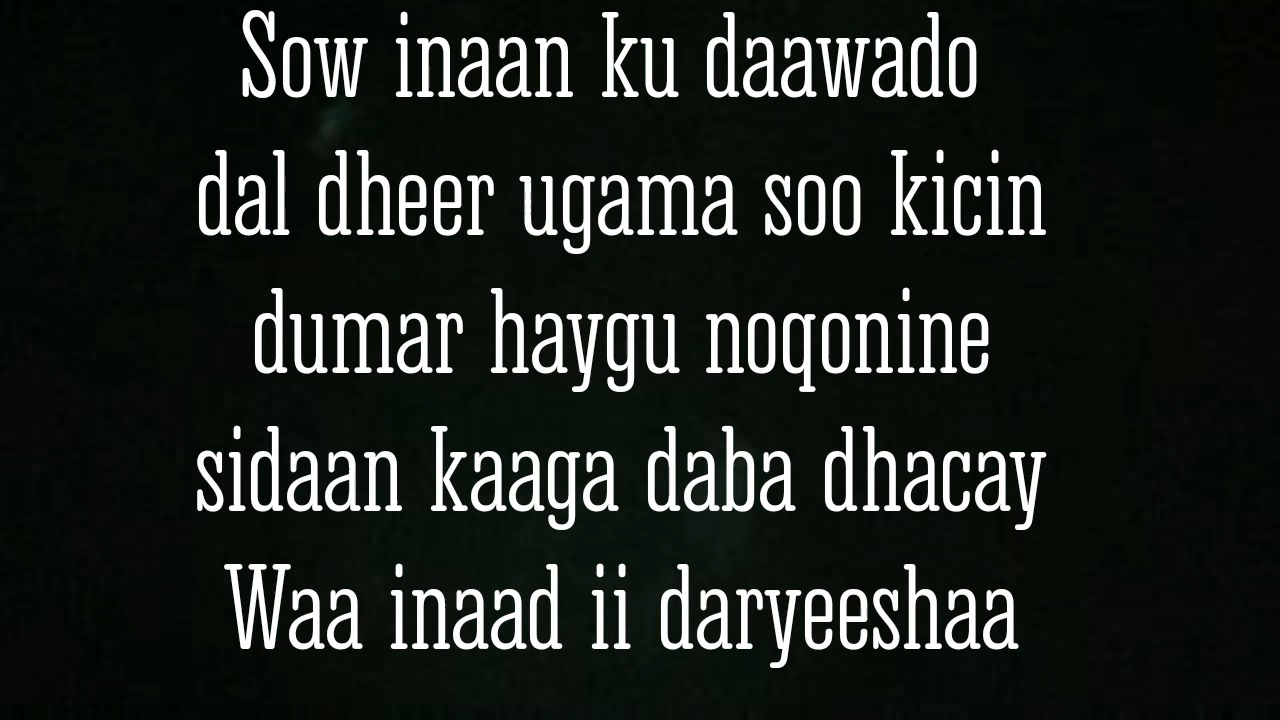 Sow inaan ku daawado
dal dheer ugama soo kicin
dumar haygu noqonine
sidaan kaaga daba dhacay
Waa inaad ii daryeeshaa